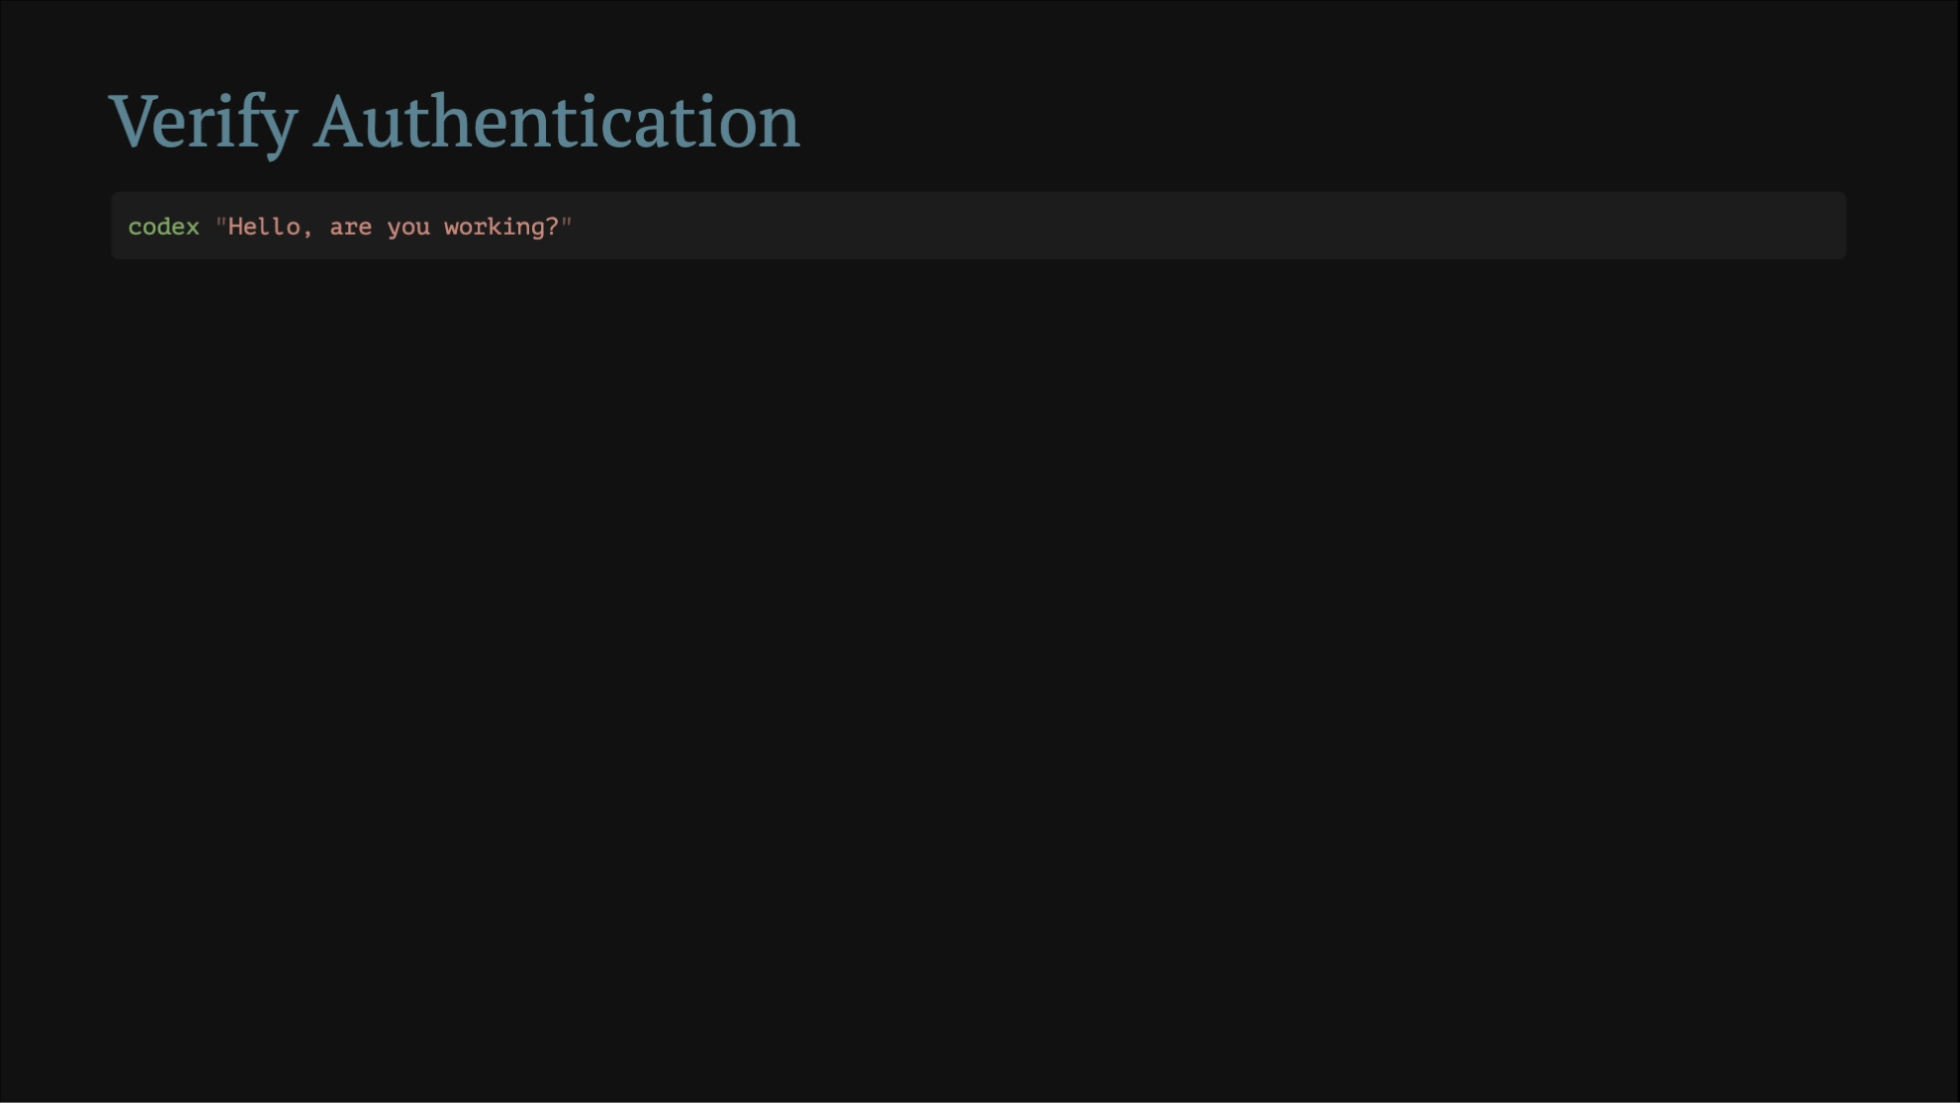 Verify Authentication
codex "Hello, are you working?"